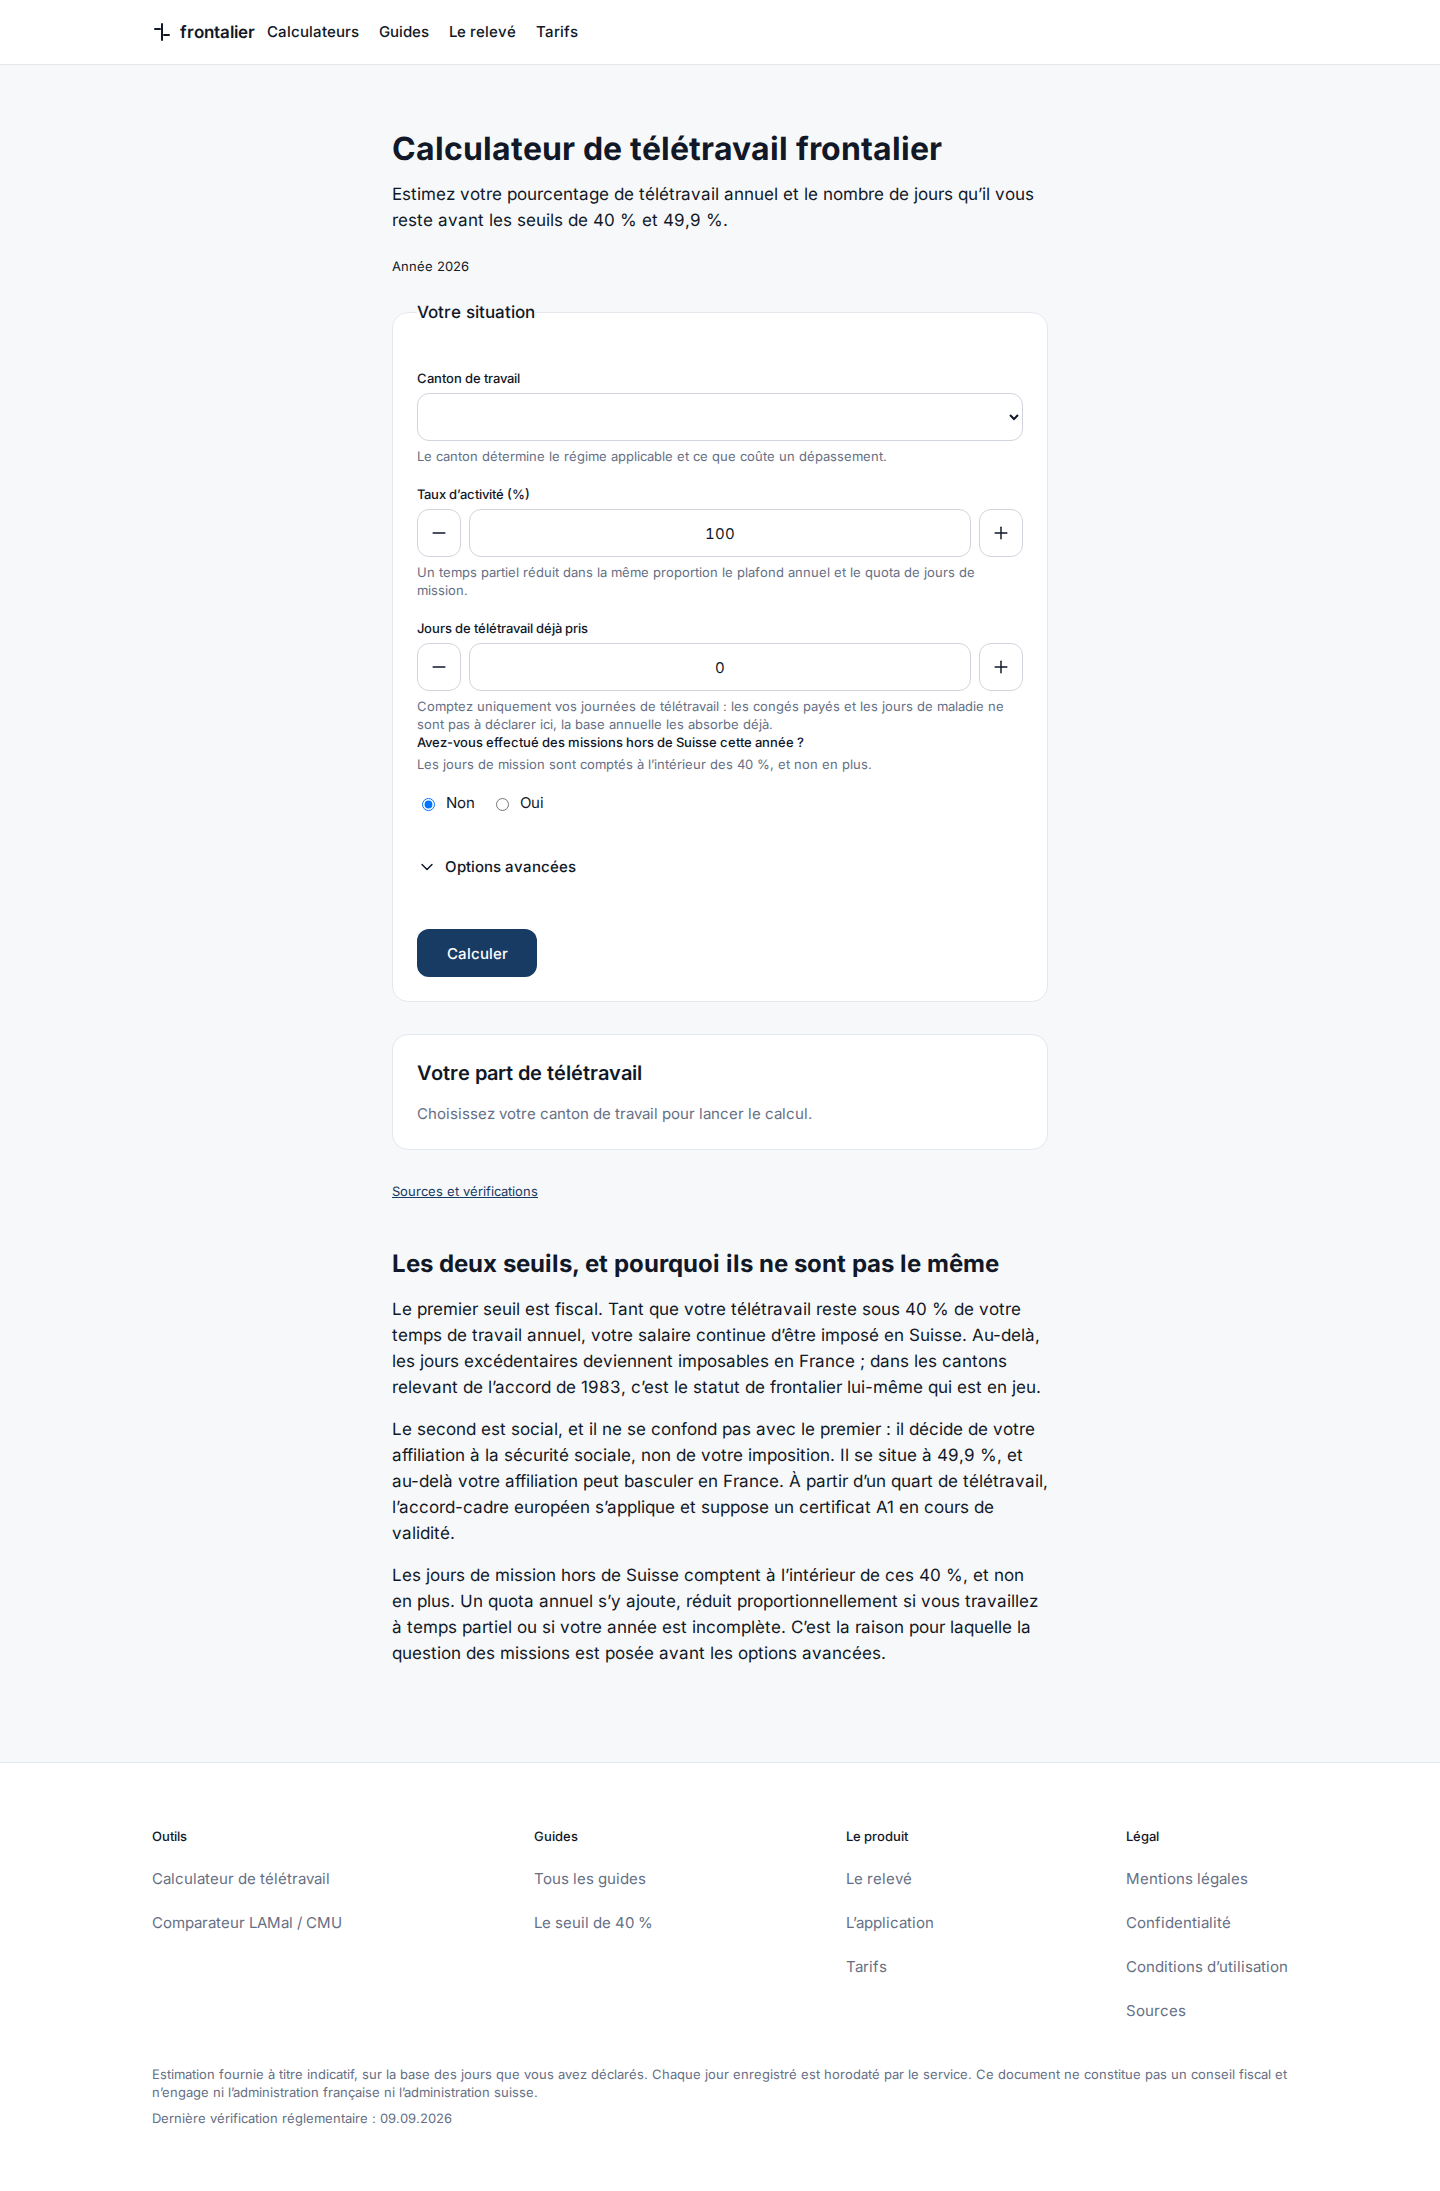 frontalier Calculateurs Guides Le relevé Tarifs
Calculateur de télétravail frontalier
Estimez votre pourcentage de télétravail annuel et le nombre de jours qu’il vous
reste avant les seuils de 40 % et 49,9 %.
Année 2026
Votre situation
Canton de travail
Le canton détermine le régime applicable et ce que coûte un dépassement.
Taux d’activité (%)
100
Un temps partiel réduit dans la même proportion le plafond annuel et le quota de jours de
mission.
Jours de télétravail déjà pris
0
Comptez uniquement vos journées de télétravail : les congés payés et les jours de maladie ne
sont pas à déclarer ici, la base annuelle les absorbe déjà.
Avez-vous effectué des missions hors de Suisse cette année ?
Les jours de mission sont comptés à l’intérieur des 40 %, et non en plus.
Non Oui
Options avancées
Calculer
Votre part de télétravail
Choisissez votre canton de travail pour lancer le calcul.
Sources et vérifications
Les deux seuils, et pourquoi ils ne sont pas le même
Le premier seuil est fiscal. Tant que votre télétravail reste sous 40 % de votre
temps de travail annuel, votre salaire continue d’être imposé en Suisse. Au-delà,
les jours excédentaires deviennent imposables en France ; dans les cantons
relevant de l’accord de 1983, c’est le statut de frontalier lui-même qui est en jeu.
Le second est social, et il ne se confond pas avec le premier : il décide de votre
affiliation à la sécurité sociale, non de votre imposition. Il se situe à 49,9 %, et
au-delà votre affiliation peut basculer en France. À partir d’un quart de télétravail,
l’accord-cadre européen s’applique et suppose un certificat A1 en cours de
validité.
Les jours de mission hors de Suisse comptent à l’intérieur de ces 40 %, et non
en plus. Un quota annuel s’y ajoute, réduit proportionnellement si vous travaillez
à temps partiel ou si votre année est incomplète. C’est la raison pour laquelle la
question des missions est posée avant les options avancées.
Outils
Calculateur de télétravail
Comparateur LAMal / CMU
Guides
Tous les guides
Le seuil de 40 %
Le produit
Le relevé
L’application
Tarifs
Légal
Mentions légales
Confidentialité
Conditions d’utilisation
Sources
Estimation fournie à titre indicatif, sur la base des jours que vous avez déclarés. Chaque jour enregistré est horodaté par le service. Ce document ne constitue pas un conseil fiscal et
n’engage ni l’administration française ni l’administration suisse.
Dernière vérification réglementaire : 09.09.2026